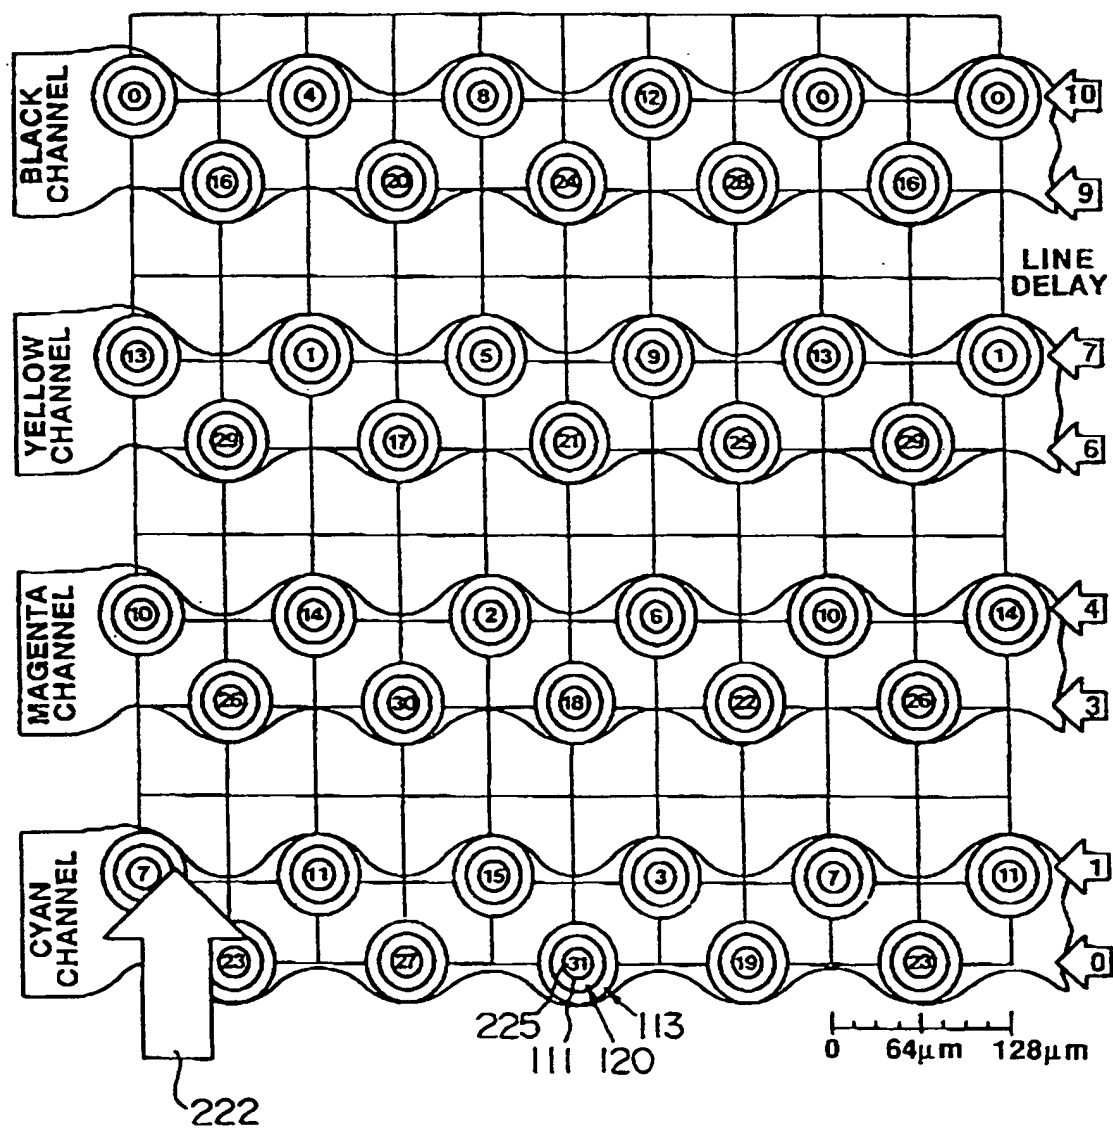 BLACK CHANNEL
0 4 8 12 0 0 10
16 20 24 28 16 9
LINE DELAY
YELLOW CHANNEL
13 1 5 9 13 1 7
29 17 21 25 29 6
MAGENTA CHANNEL
10 14 2 6 10 14 4
26 30 18 22 26 3
CYAN CHANNEL
7 11 15 3 7 11 1
23 27 31 19 23 0
225 113
111 120
0 64μm 128μm
222